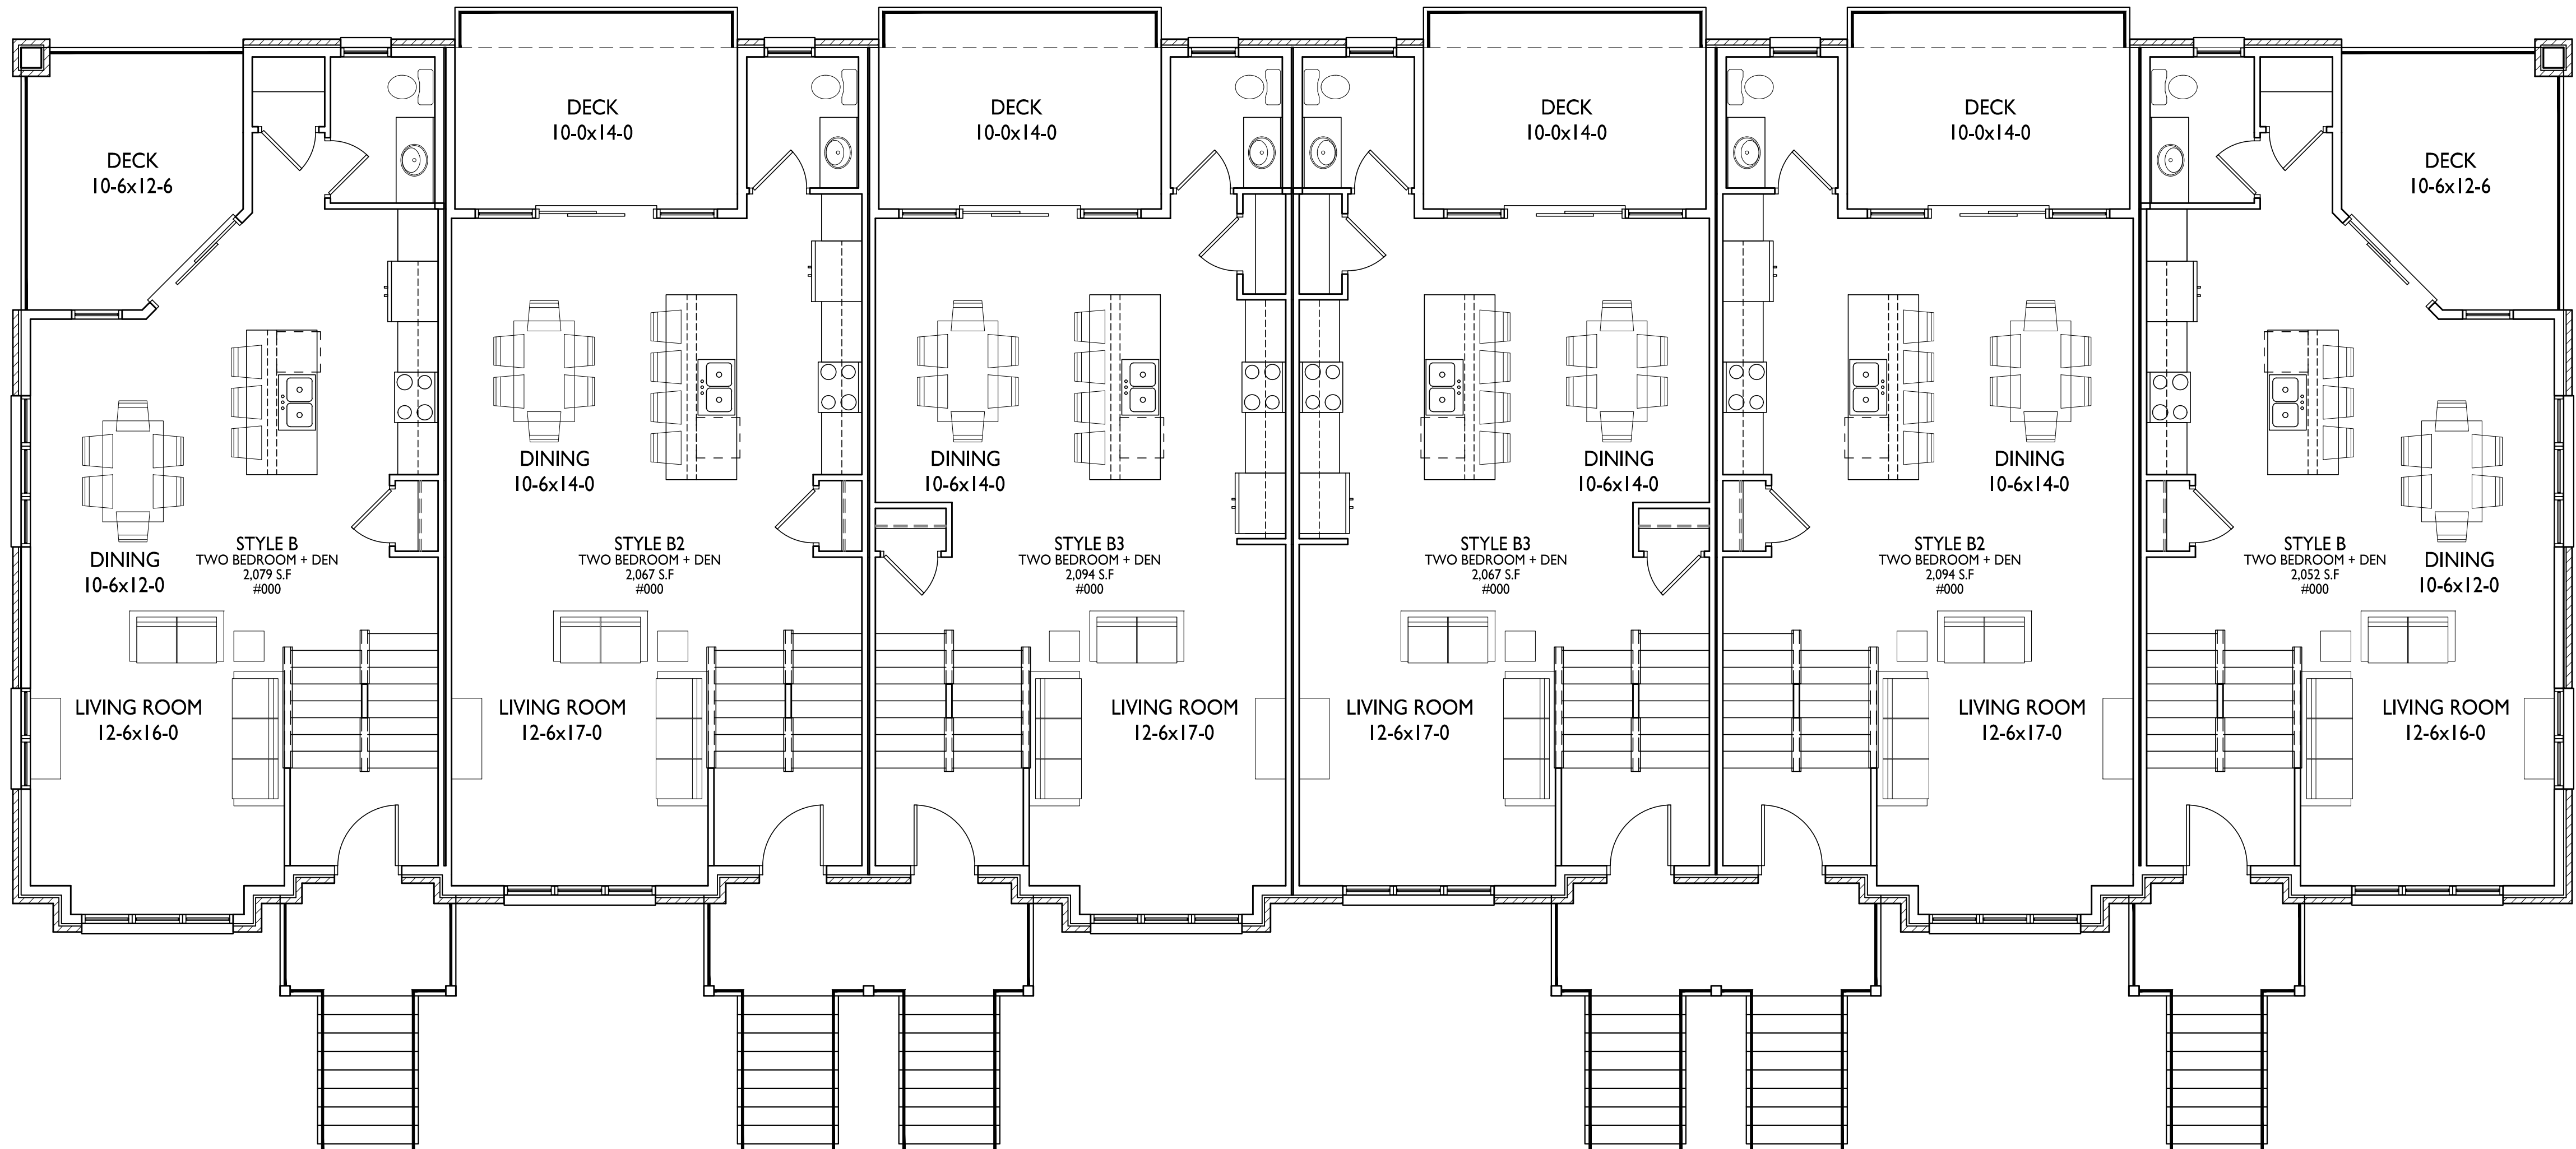 DECK
10-6x12-6
DECK
10-0x14-0
DECK
10-0x14-0
DECK
10-0x14-0
DECK
10-0x14-0
DECK
10-6x12-6
DINING
10-6x12-0
STYLE B
TWO BEDROOM + DEN
2,079 S.F
#000
LIVING ROOM
12-6x16-0
DINING
10-6x14-0
STYLE B2
TWO BEDROOM + DEN
2,067 S.F
#000
LIVING ROOM
12-6x17-0
DINING
10-6x14-0
STYLE B3
TWO BEDROOM + DEN
2,094 S.F
#000
LIVING ROOM
12-6x17-0
DINING
10-6x14-0
STYLE B3
TWO BEDROOM + DEN
2,067 S.F
#000
LIVING ROOM
12-6x17-0
DINING
10-6x14-0
STYLE B2
TWO BEDROOM + DEN
2,094 S.F
#000
LIVING ROOM
12-6x17-0
STYLE B
TWO BEDROOM + DEN
2,052 S.F
#000
DINING
10-6x12-0
LIVING ROOM
12-6x16-0